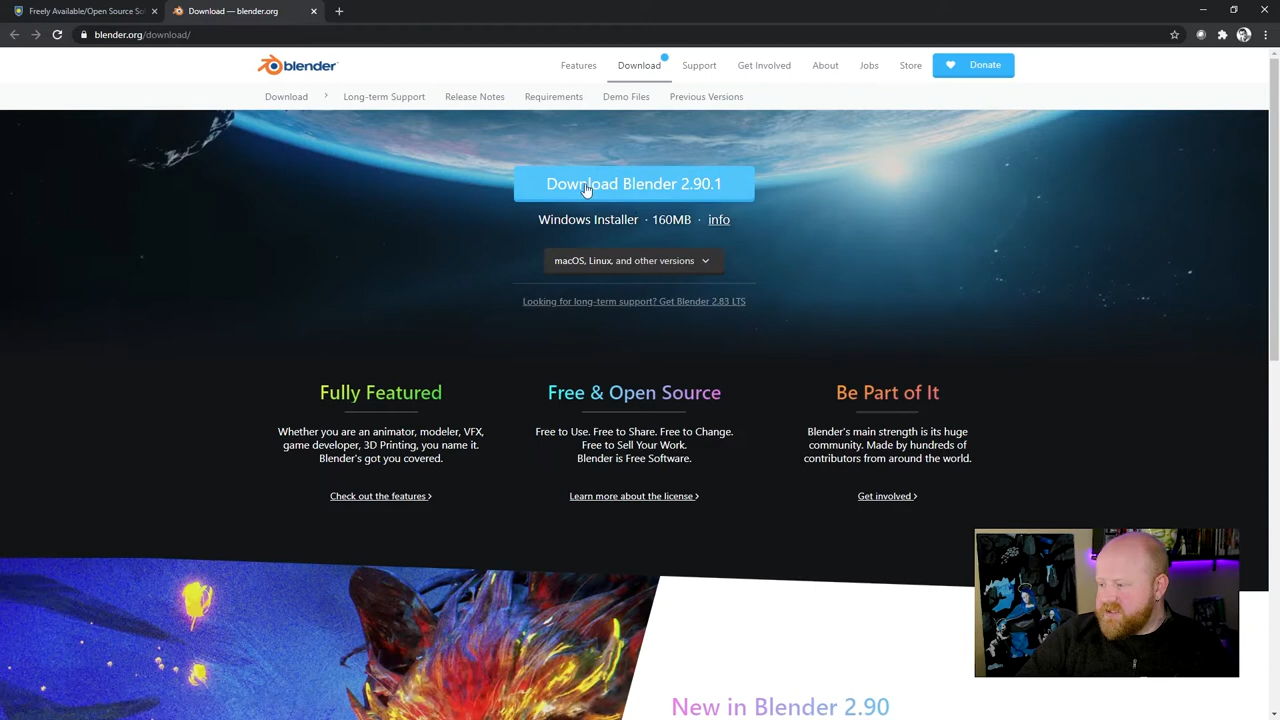 Freely Available/Open Source So
Download — blender.org
blender.org/download/
blender
Features
Download
Support
Get Involved
About
Jobs
Store
Donate
Download
Long-term Support
Release Notes
Requirements
Demo Files
Previous Versions
Download Blender 2.90.1
Windows Installer · 160MB · info
macOS, Linux, and other versions
Looking for long-term support? Get Blender 2.83 LTS
Fully Featured
Whether you are an animator, modeler, VFX,
game developer, 3D Printing, you name it.
Blender's got you covered.
Check out the features
Free & Open Source
Free to Use. Free to Share. Free to Change.
Free to Sell Your Work.
Blender is Free Software.
Learn more about the license
Be Part of It
Blender's main strength is its huge
community. Made by hundreds of
contributors from around the world.
Get involved
New in Blender 2.90